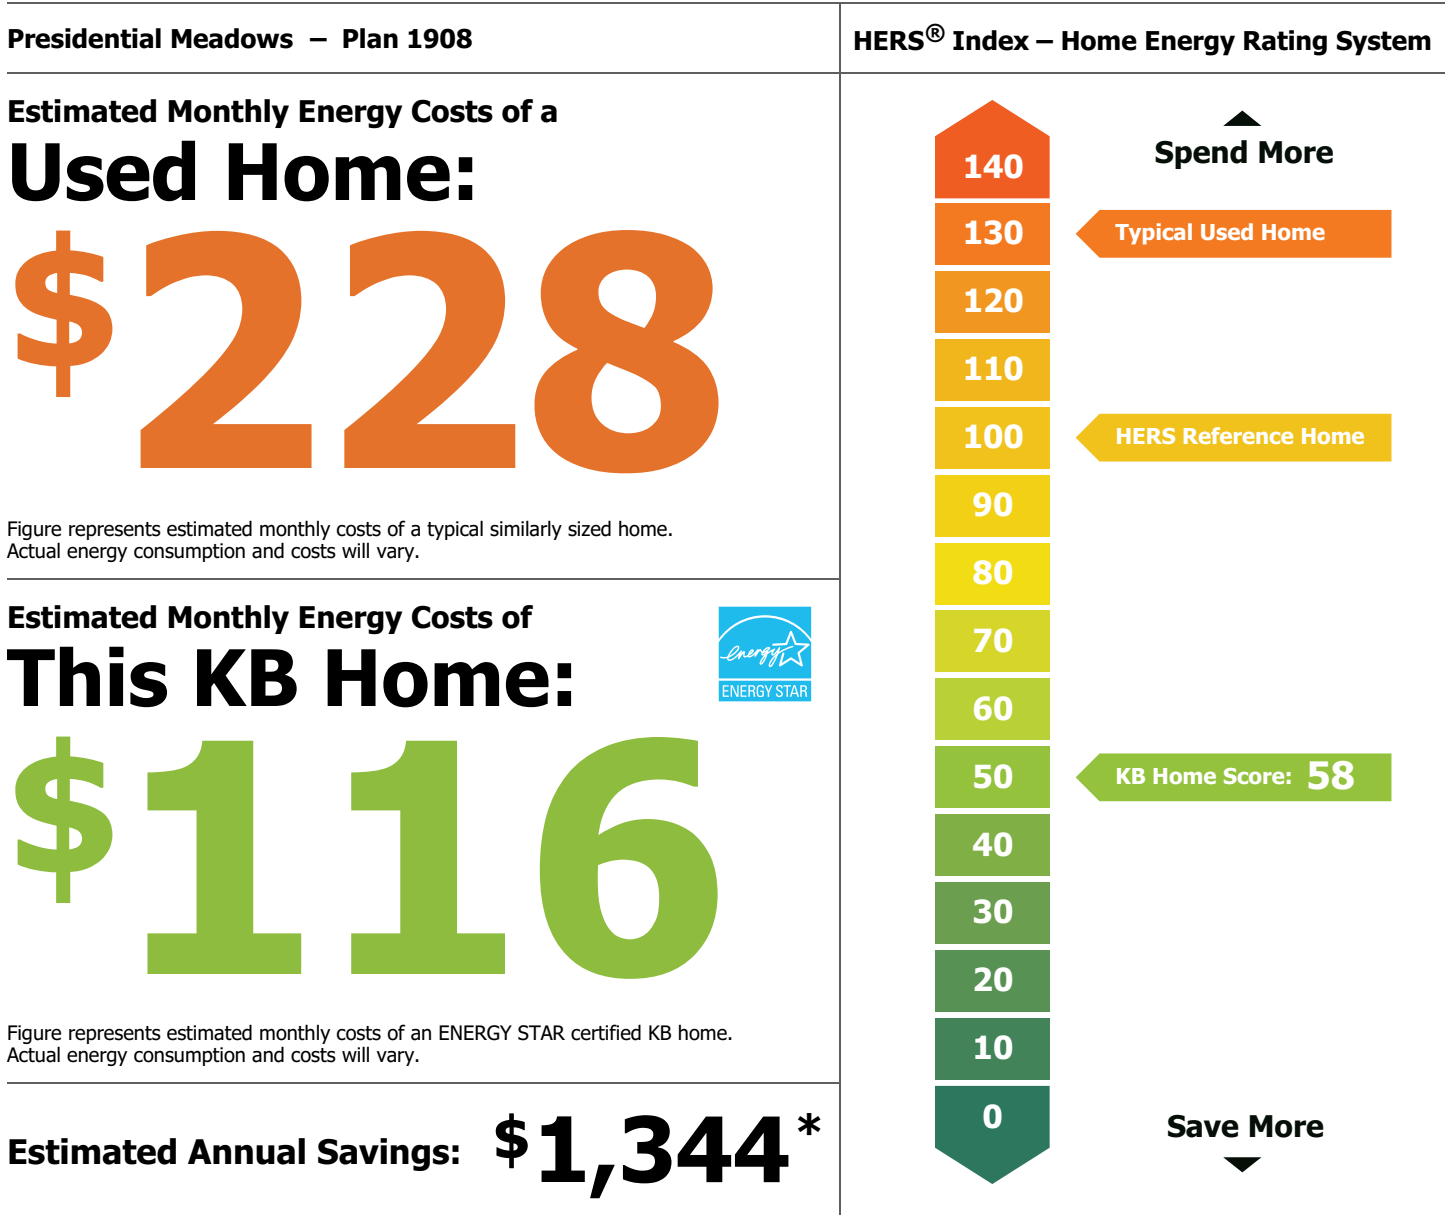 Presidential Meadows – Plan 1908
Estimated Monthly Energy Costs of a
Used Home:
$228
Figure represents estimated monthly costs of a typical similarly sized home.
Actual energy consumption and costs will vary.
Estimated Monthly Energy Costs of
This KB Home:
energy
ENERGY STAR
$116
Figure represents estimated monthly costs of an ENERGY STAR certified KB home.
Actual energy consumption and costs will vary.
Estimated Annual Savings: $1,344*
HERS® Index – Home Energy Rating System
Spend More
140
130
Typical Used Home
120
110
100
HERS Reference Home
90
80
70
60
50
KB Home Score: 58
40
30
20
10
0
Save More